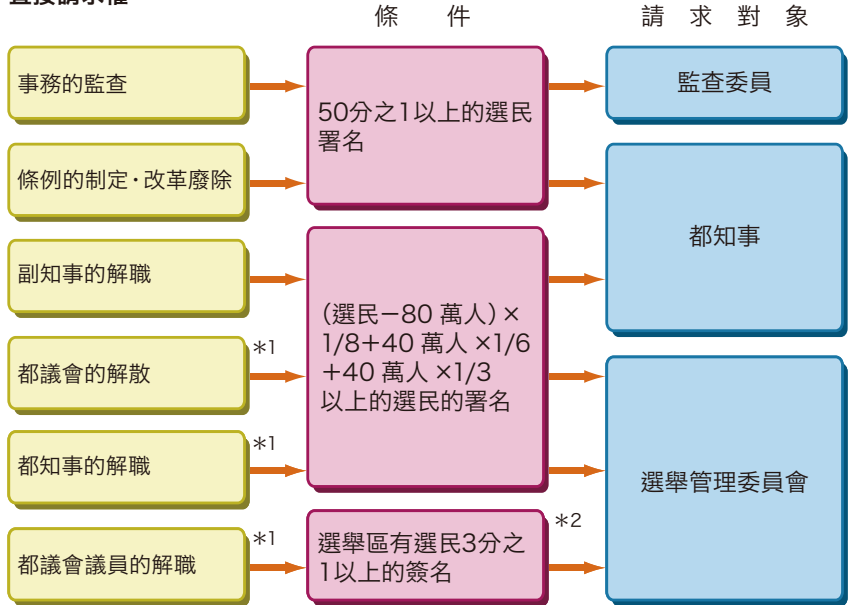 條　件
請　求　對　象
事務的監查
50分之1以上的選民
署名
監查委員
條例的制定･改革廢除
都知事
副知事的解職
(選民－80 萬人)×
1/8＋40 萬人 ×1/6
＋40 萬人 ×1/3
以上的選民的署名
都議會的解散
*1
選舉管理委員會
都知事的解職
*1
都議會議員的解職
*1
選舉區有選民3分之
1以上的簽名
*2